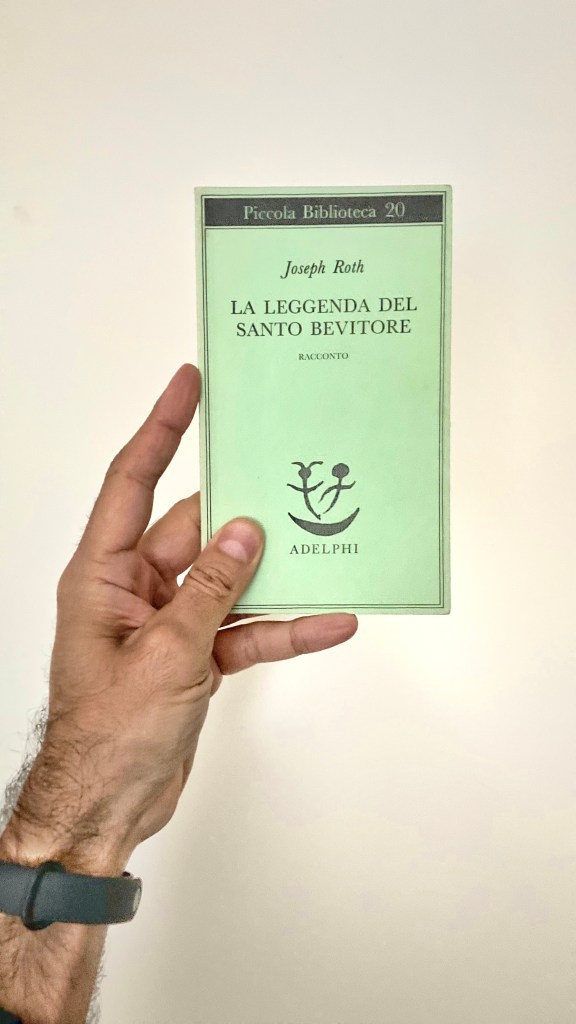 Piccola Biblioteca 20
Joseph Roth
LA LEGGENDA DEL
SANTO BEVITORE
RACCONTO
ADELPHI